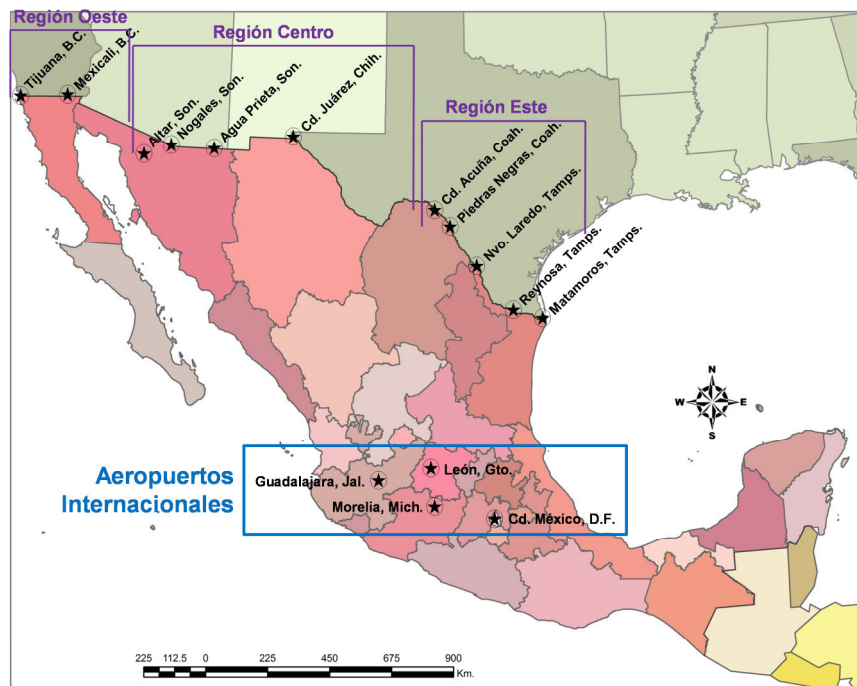 Región Oeste
Región Centro
Región Este
Tijuana, B.C.
Mexicali, B.C.
Altar, Son.
Nogales, Son.
Agua Prieta, Son.
Cd. Juárez, Chih.
Cd. Acuña, Coah.
Piedras Negras, Coah.
Nvo. Laredo, Tamps.
Reynosa, Tamps.
Matamoros, Tamps.
N
W E
S
Aeropuertos
Internacionales
León, Gto.
Guadalajara, Jal.
Morelia, Mich.
Cd. México, D.F.
225 112.5 0 225 450 675 900
Km.